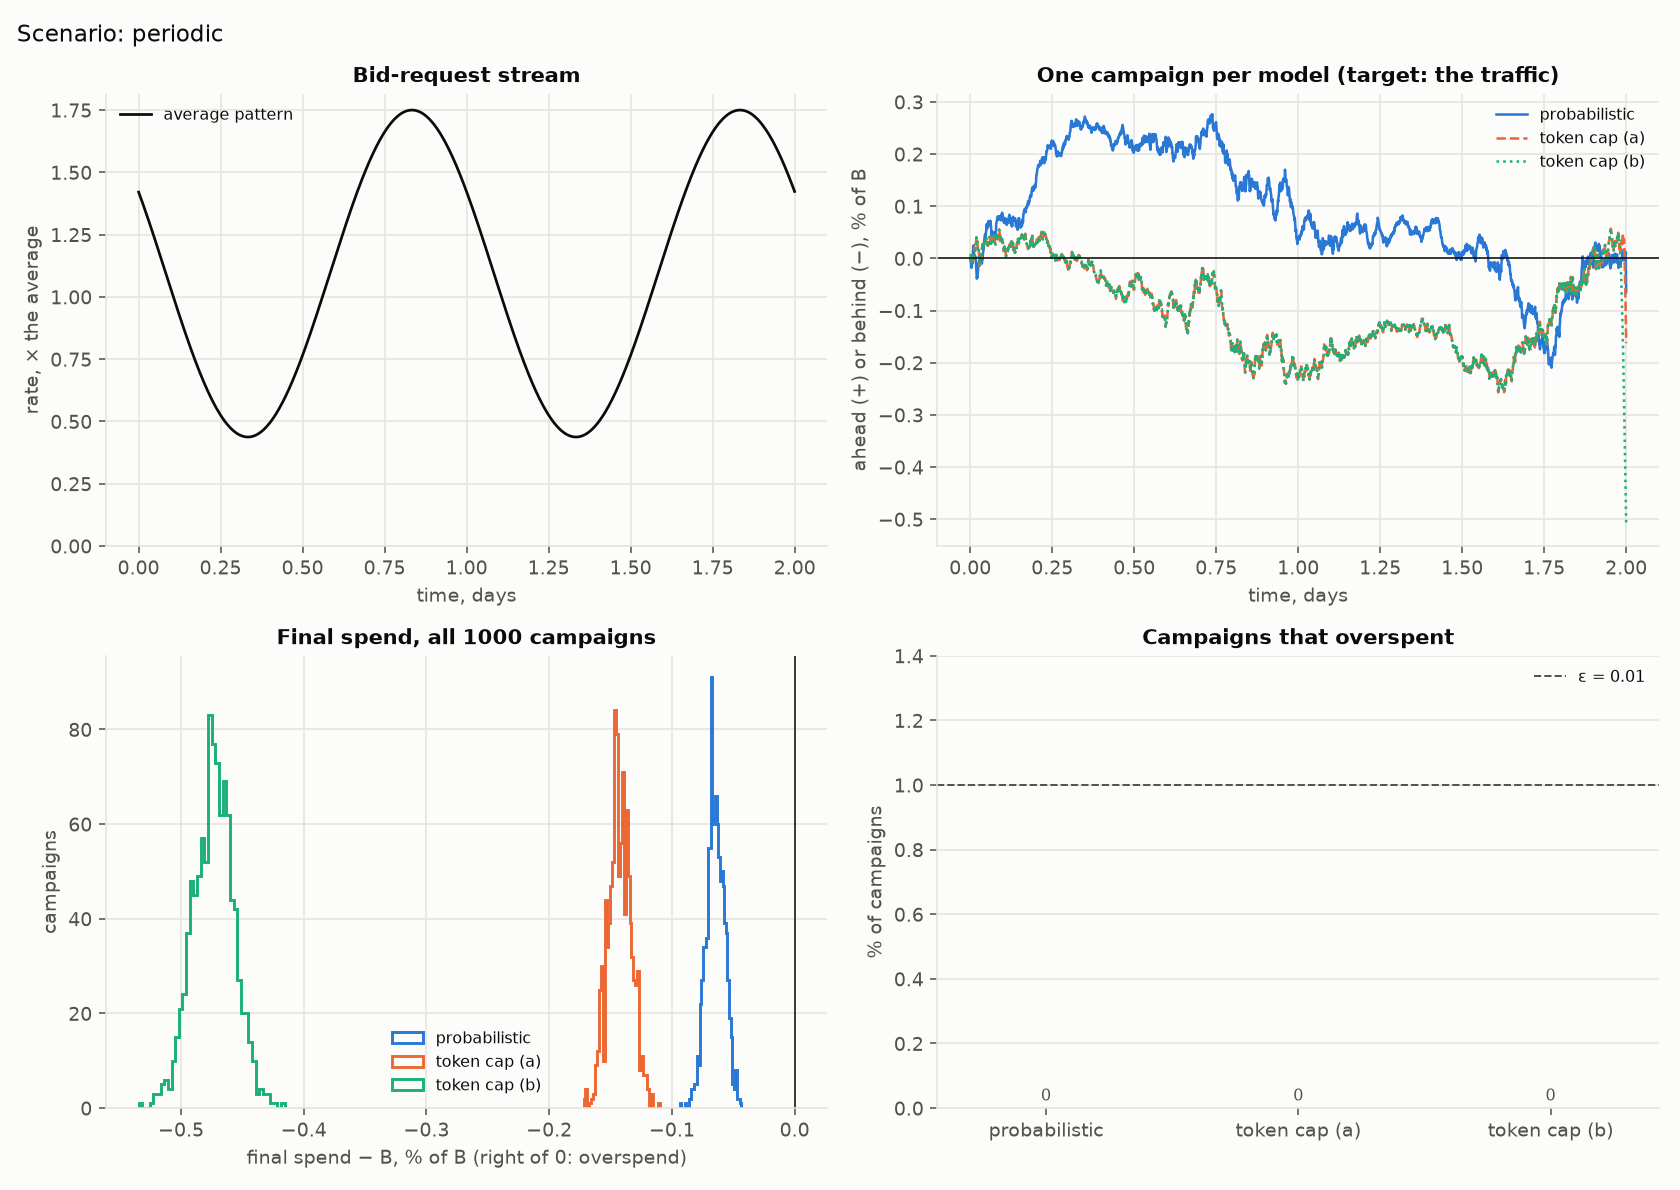 Scenario: periodic
Bid-request stream
average pattern
rate, × the average
1.75
1.50
1.25
1.00
0.75
0.50
0.25
0.00
0.00 0.25 0.50 0.75 1.00 1.25 1.50 1.75 2.00
time, days
One campaign per model (target: the traffic)
probabilistic
token cap (a)
token cap (b)
ahead (+) or behind (−), % of B
0.3
0.2
0.1
0.0
−0.1
−0.2
−0.3
−0.4
−0.5
0.00 0.25 0.50 0.75 1.00 1.25 1.50 1.75 2.00
time, days
Final spend, all 1000 campaigns
campaigns
80
60
40
20
0
probabilistic
token cap (a)
token cap (b)
−0.5 −0.4 −0.3 −0.2 −0.1 0.0
final spend − B, % of B (right of 0: overspend)
Campaigns that overspent
ε = 0.01
% of campaigns
1.4
1.2
1.0
0.8
0.6
0.4
0.2
0.0
0 0 0
probabilistic token cap (a) token cap (b)